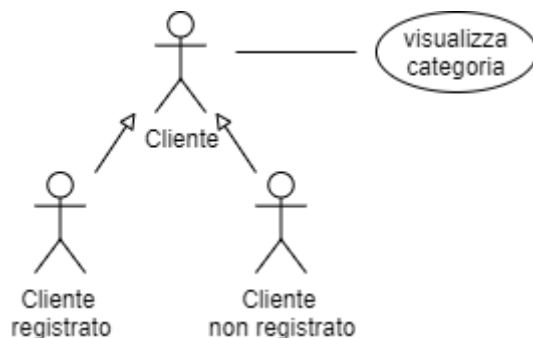 visualizza
categoria
Cliente
Cliente
registrato
Cliente
non registrato